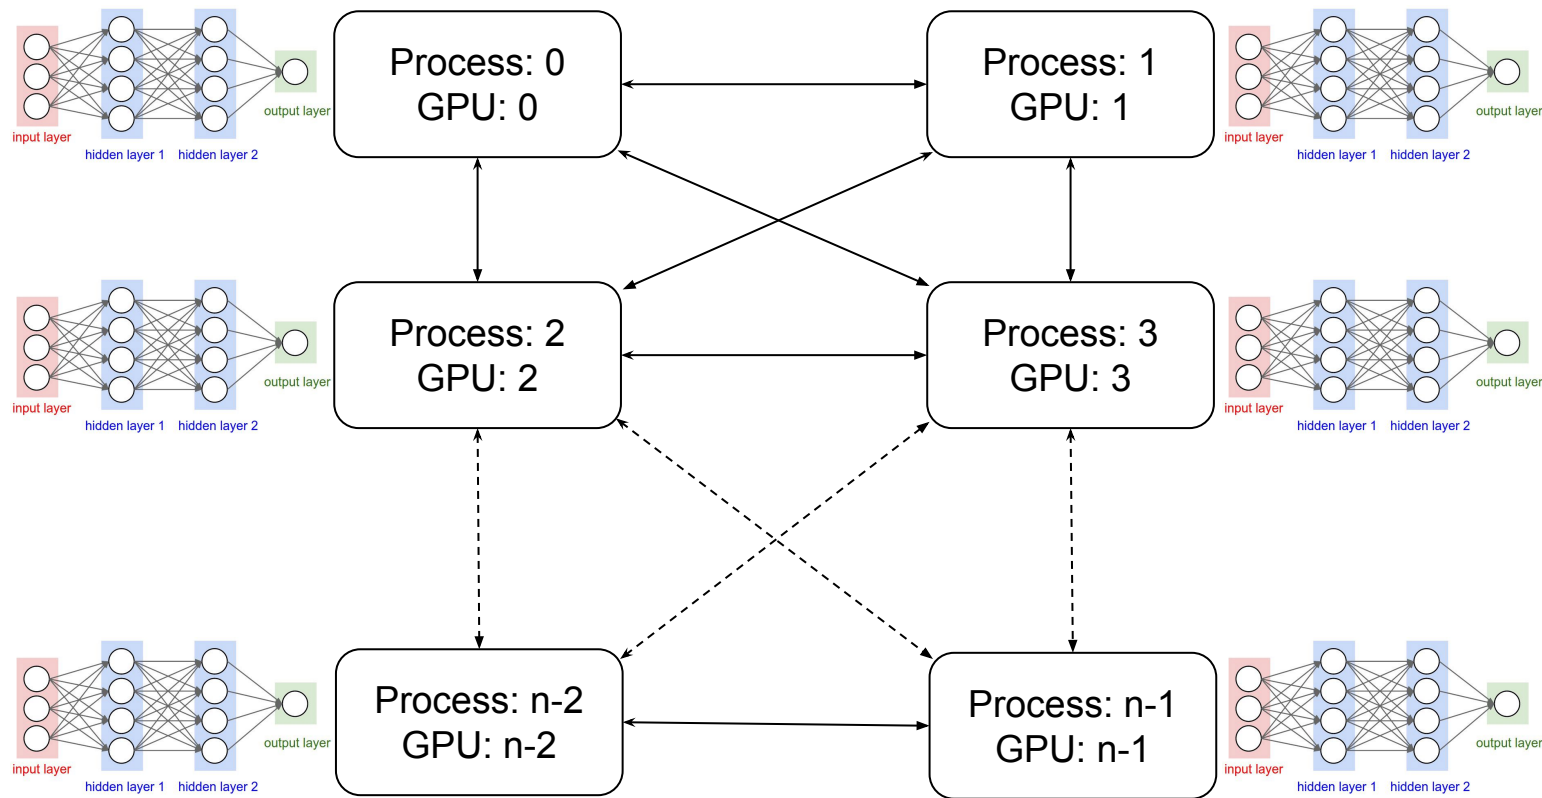 Process: 0
GPU: 0
Process: 1
GPU: 1
input layer
hidden layer 1
hidden layer 2
output layer
input layer
hidden layer 1
hidden layer 2
output layer
Process: 2
GPU: 2
Process: 3
GPU: 3
input layer
hidden layer 1
hidden layer 2
output layer
input layer
hidden layer 1
hidden layer 2
output layer
Process: n-2
GPU: n-2
Process: n-1
GPU: n-1
input layer
hidden layer 1
hidden layer 2
output layer
input layer
hidden layer 1
hidden layer 2
output layer